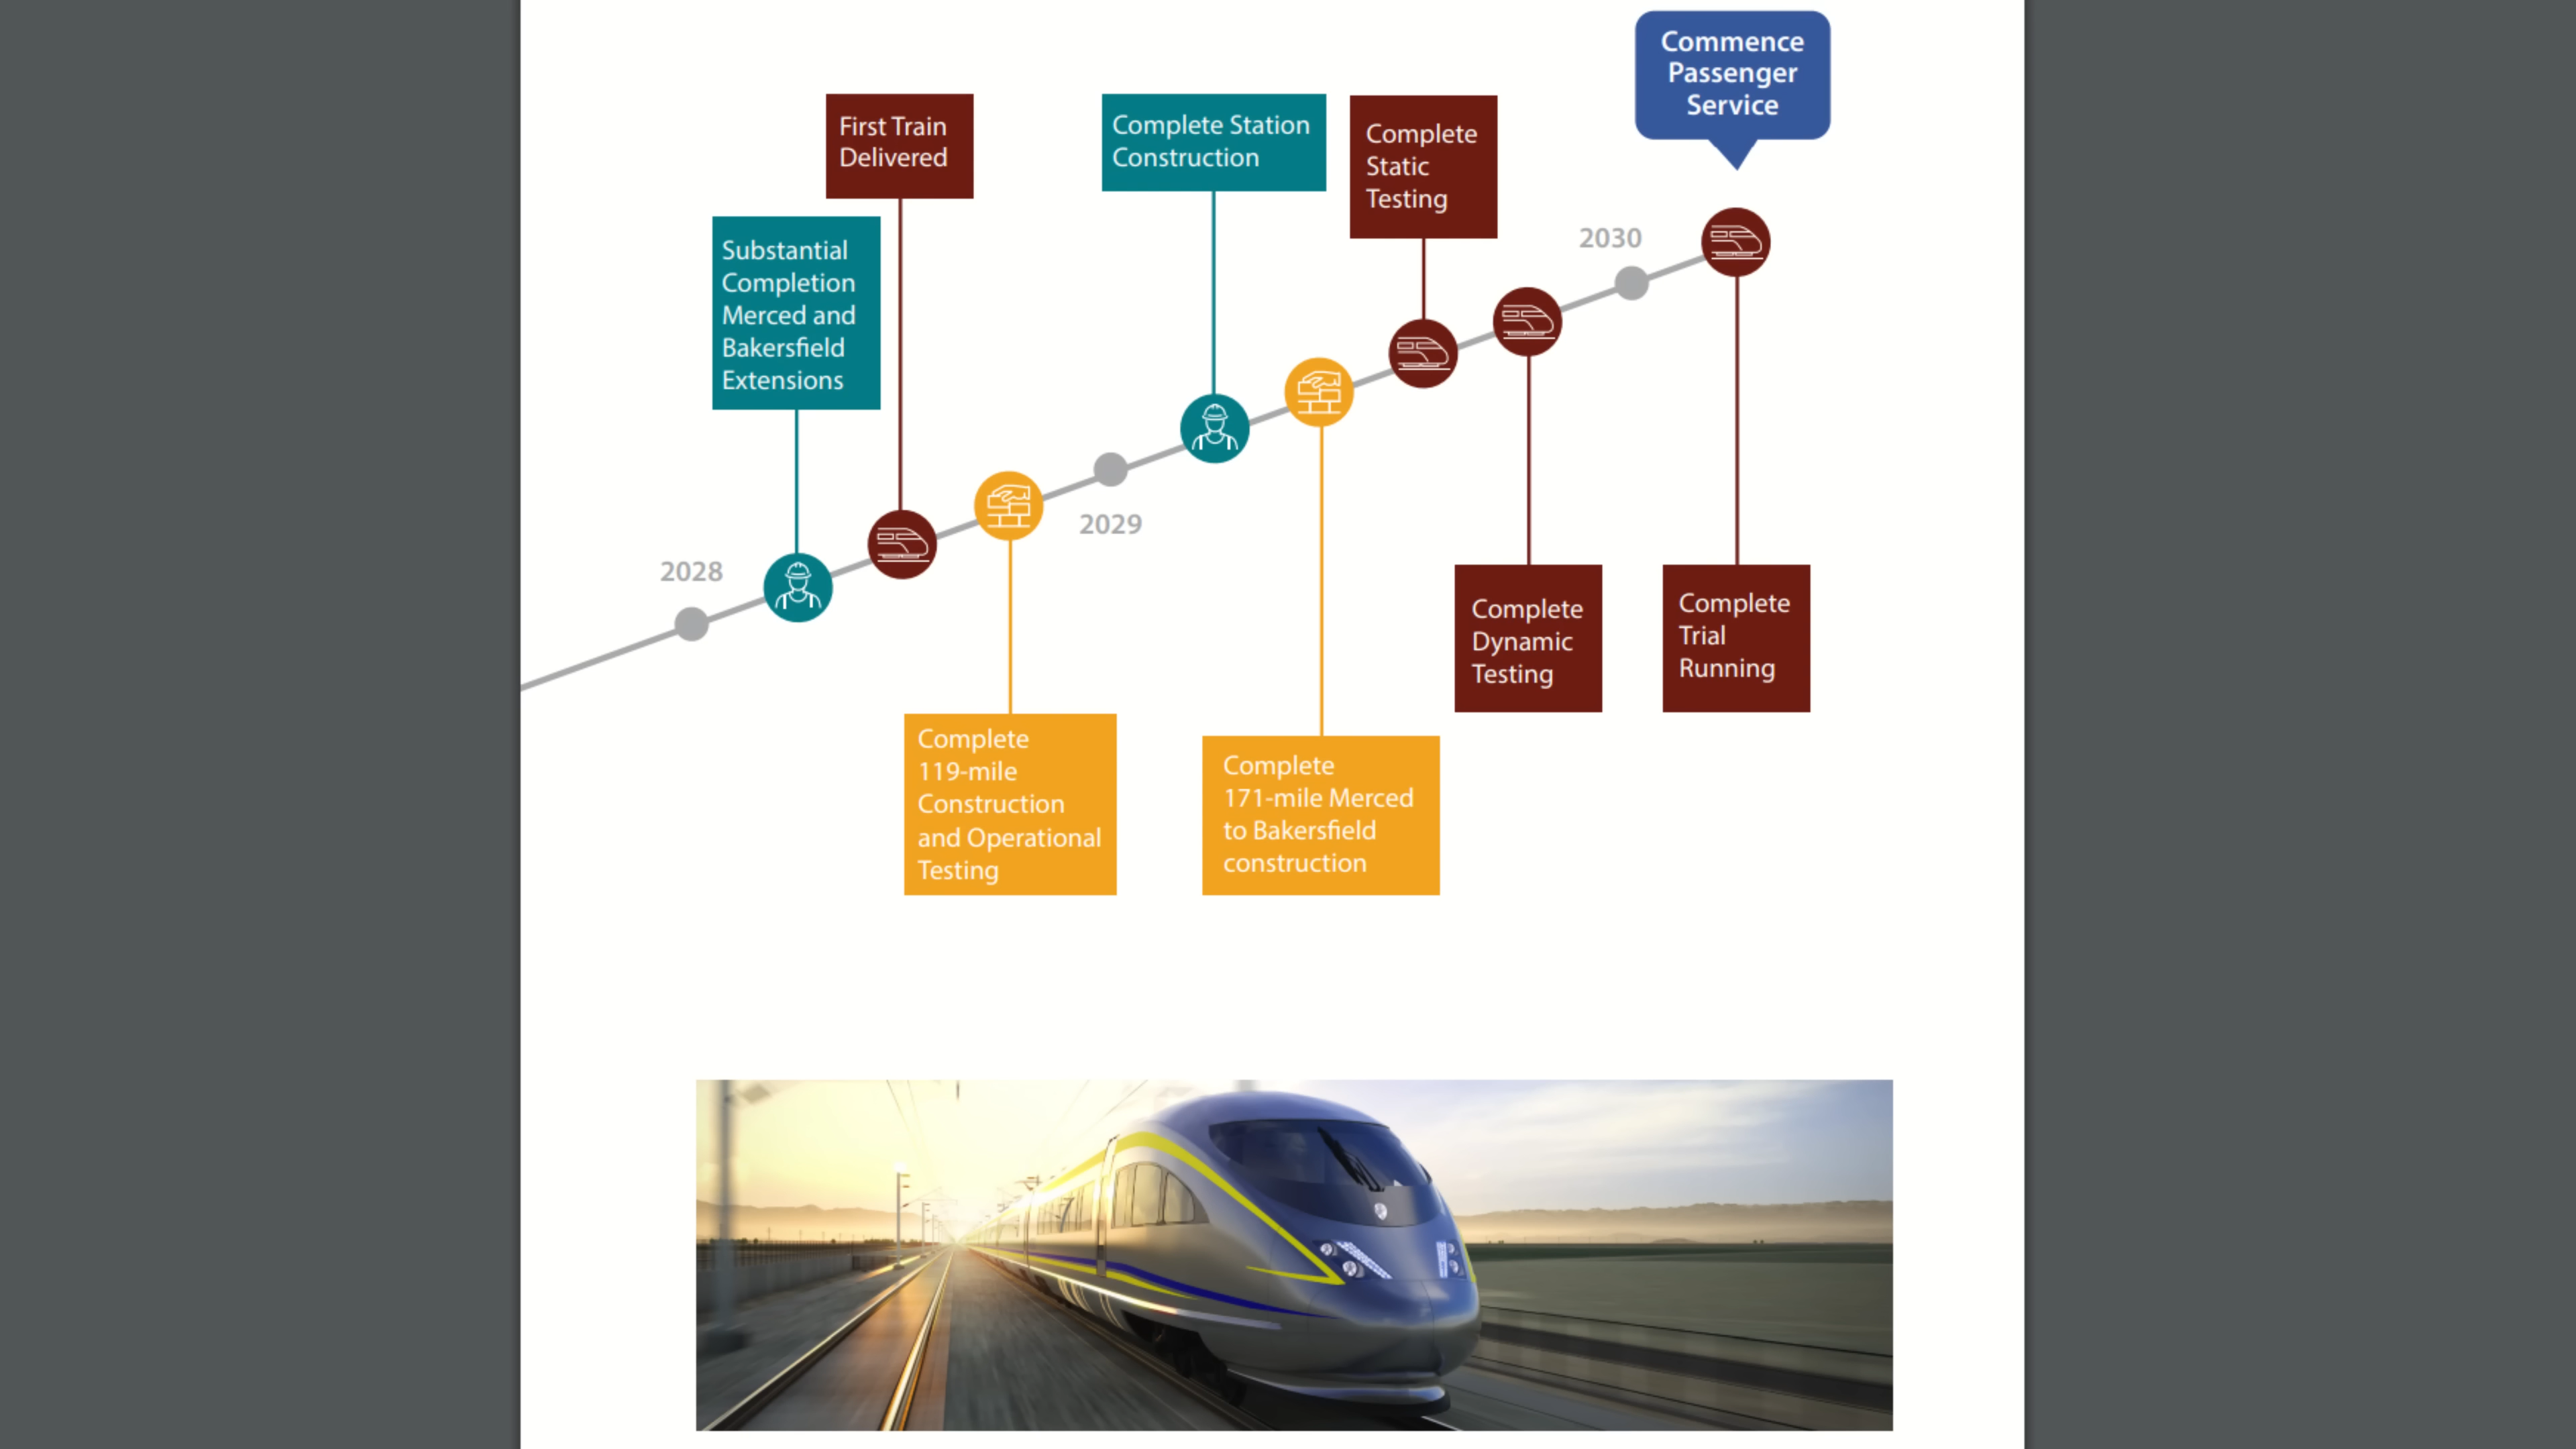 Commence
Passenger
Service
First Train
Delivered
Complete Station
Construction
Complete
Static
Testing
Substantial
Completion
Merced and
Bakersfield
Extensions
2030
2029
2028
Complete
Dynamic
Testing
Complete
Trial
Running
Complete
119-mile
Construction
and Operational
Testing
Complete
171-mile Merced
to Bakersfield
construction